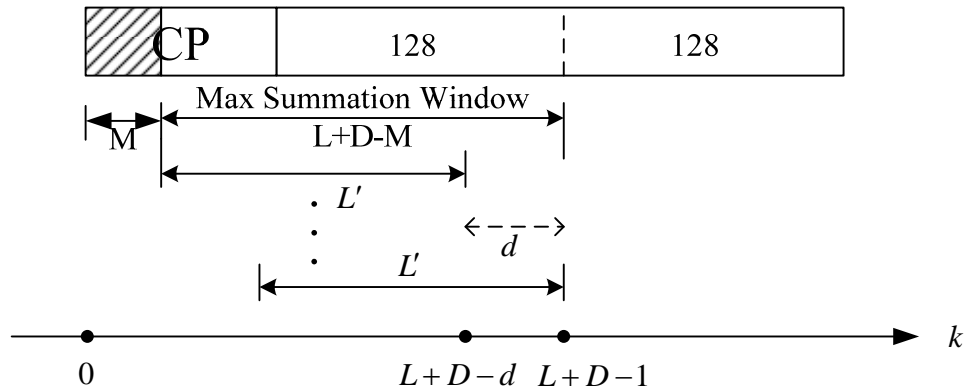 CP 128 128
Max Summation Window
M L+D-M
L′
d
L′
k
0 L+D−d L+D−1